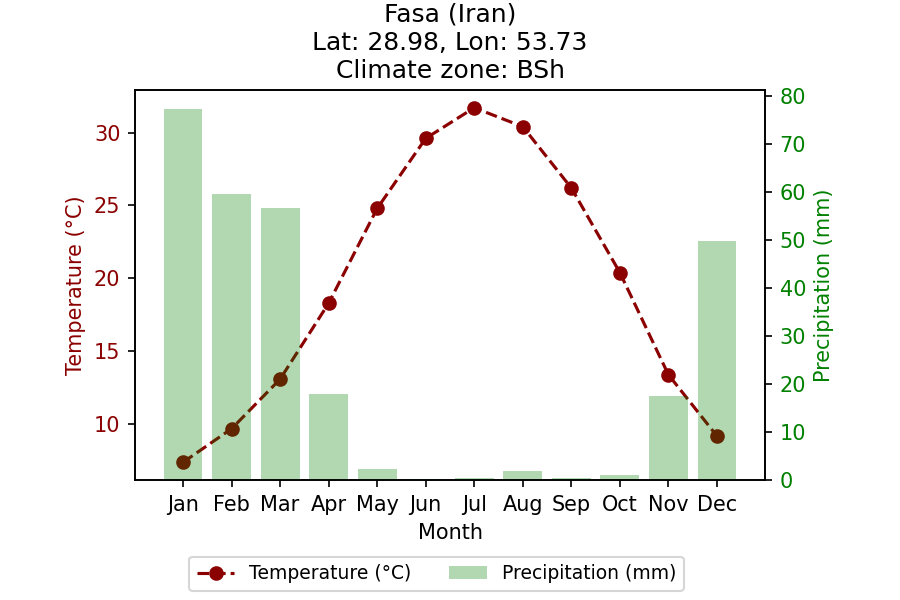 Fasa (Iran)
Lat: 28.98, Lon: 53.73
Climate zone: BSh
Temperature (°C)
30
25
20
15
10
80
70
60
50
40
30
20
10
0
Precipitation (mm)
Jan Feb Mar Apr May Jun Jul Aug Sep Oct Nov Dec
Month
Temperature (°C) Precipitation (mm)